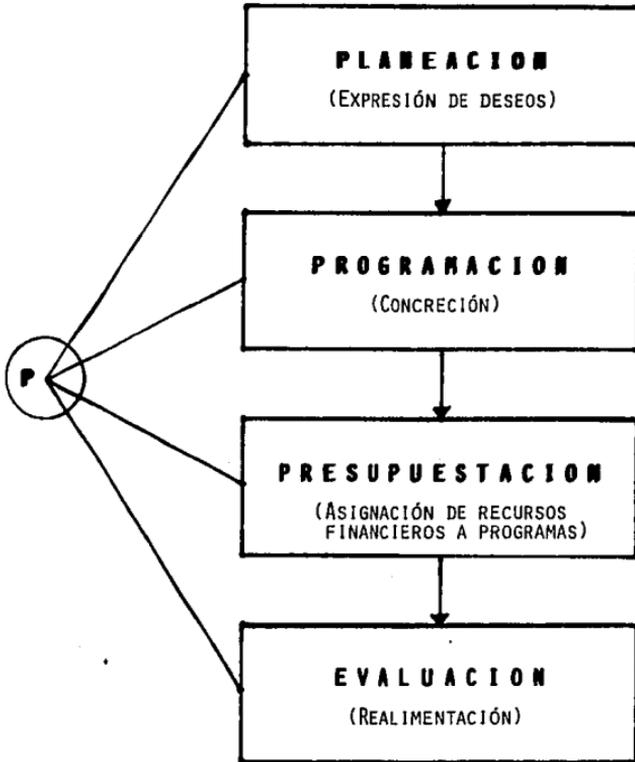 PLANEACION
(EXPRESIÓN DE DESEOS)
PROGRAMACION
(CONCRECIÓN)
P
PRESUPUESTACION
(ASIGNACIÓN DE RECURSOS
FINANCIEROS A PROGRAMAS)
EVALUACION
(REALIMENTACIÓN)